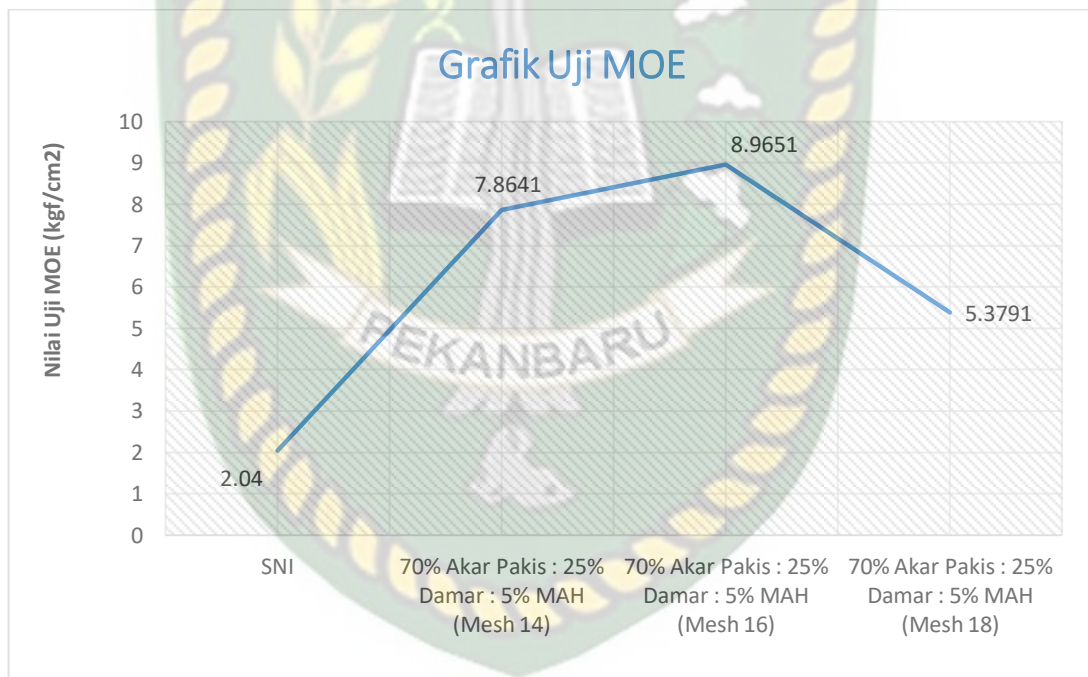 Grafik Uji MOE
Nilai Uji MOE (kgf/cm2)
10
9
8
7
6
5
4
3
2
1
0
2.04
7.8641
8.9651
5.3791
PEKANBARU
SNI
70% Akar Pakis : 25%
Damar : 5% MAH
(Mesh 14)
70% Akar Pakis : 25%
Damar : 5% MAH
(Mesh 16)
70% Akar Pakis : 25%
Damar : 5% MAH
(Mesh 18)